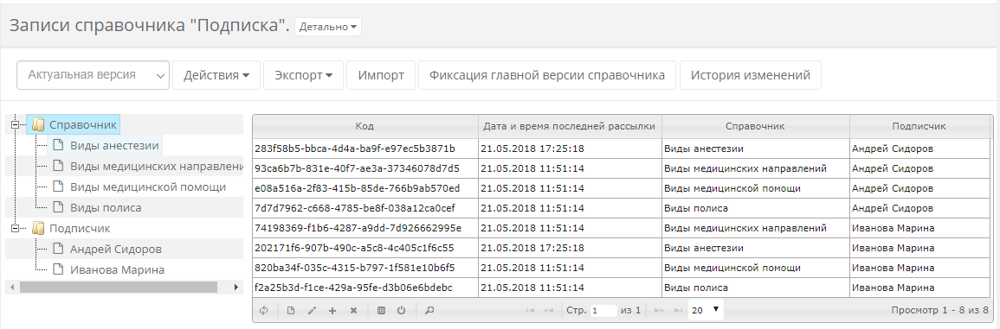 Записи справочника "Подписка". Детально
Актуальная версия Действия Экспорт Импорт Фиксация главной версии справочника История изменений
Справочник
Виды анестезии
Виды медицинских направлени
Виды медицинской помощи
Виды полиса
Подписчик
Андрей Сидоров
Иванова Марина
Код Дата и время последней рассылки Справочник Подписчик
283f58b5-bbca-4d4a-ba9f-e97ec5b3871b 21.05.2018 17:25:18 Виды анестезии Андрей Сидоров
93ca6b7b-831e-40f7-ae3a-37346078d7d5 21.05.2018 11:51:14 Виды медицинских направлений Андрей Сидоров
e08a516a-2f83-415b-85de-766b9ab570ed 21.05.2018 11:51:14 Виды медицинской помощи Андрей Сидоров
7d7d7962-c668-4785-be8f-038a12ca0cef 21.05.2018 11:51:14 Виды полиса Андрей Сидоров
74198369-f1b6-4287-a9dd-7d926662995e 21.05.2018 11:51:14 Виды медицинских направлений Иванова Марина
202171f6-907b-490c-a5c8-4c405c1f6c55 21.05.2018 17:25:18 Виды анестезии Иванова Марина
820ba34f-035c-4315-b797-1f581e10b6f5 21.05.2018 11:51:14 Виды медицинской помощи Иванова Марина
f2a25b3d-f1ce-429a-95fe-d3b06e6bdebc 21.05.2018 11:51:14 Виды полиса Иванова Марина
Стр. 1 из 1 20 Просмотр 1 - 8 из 8